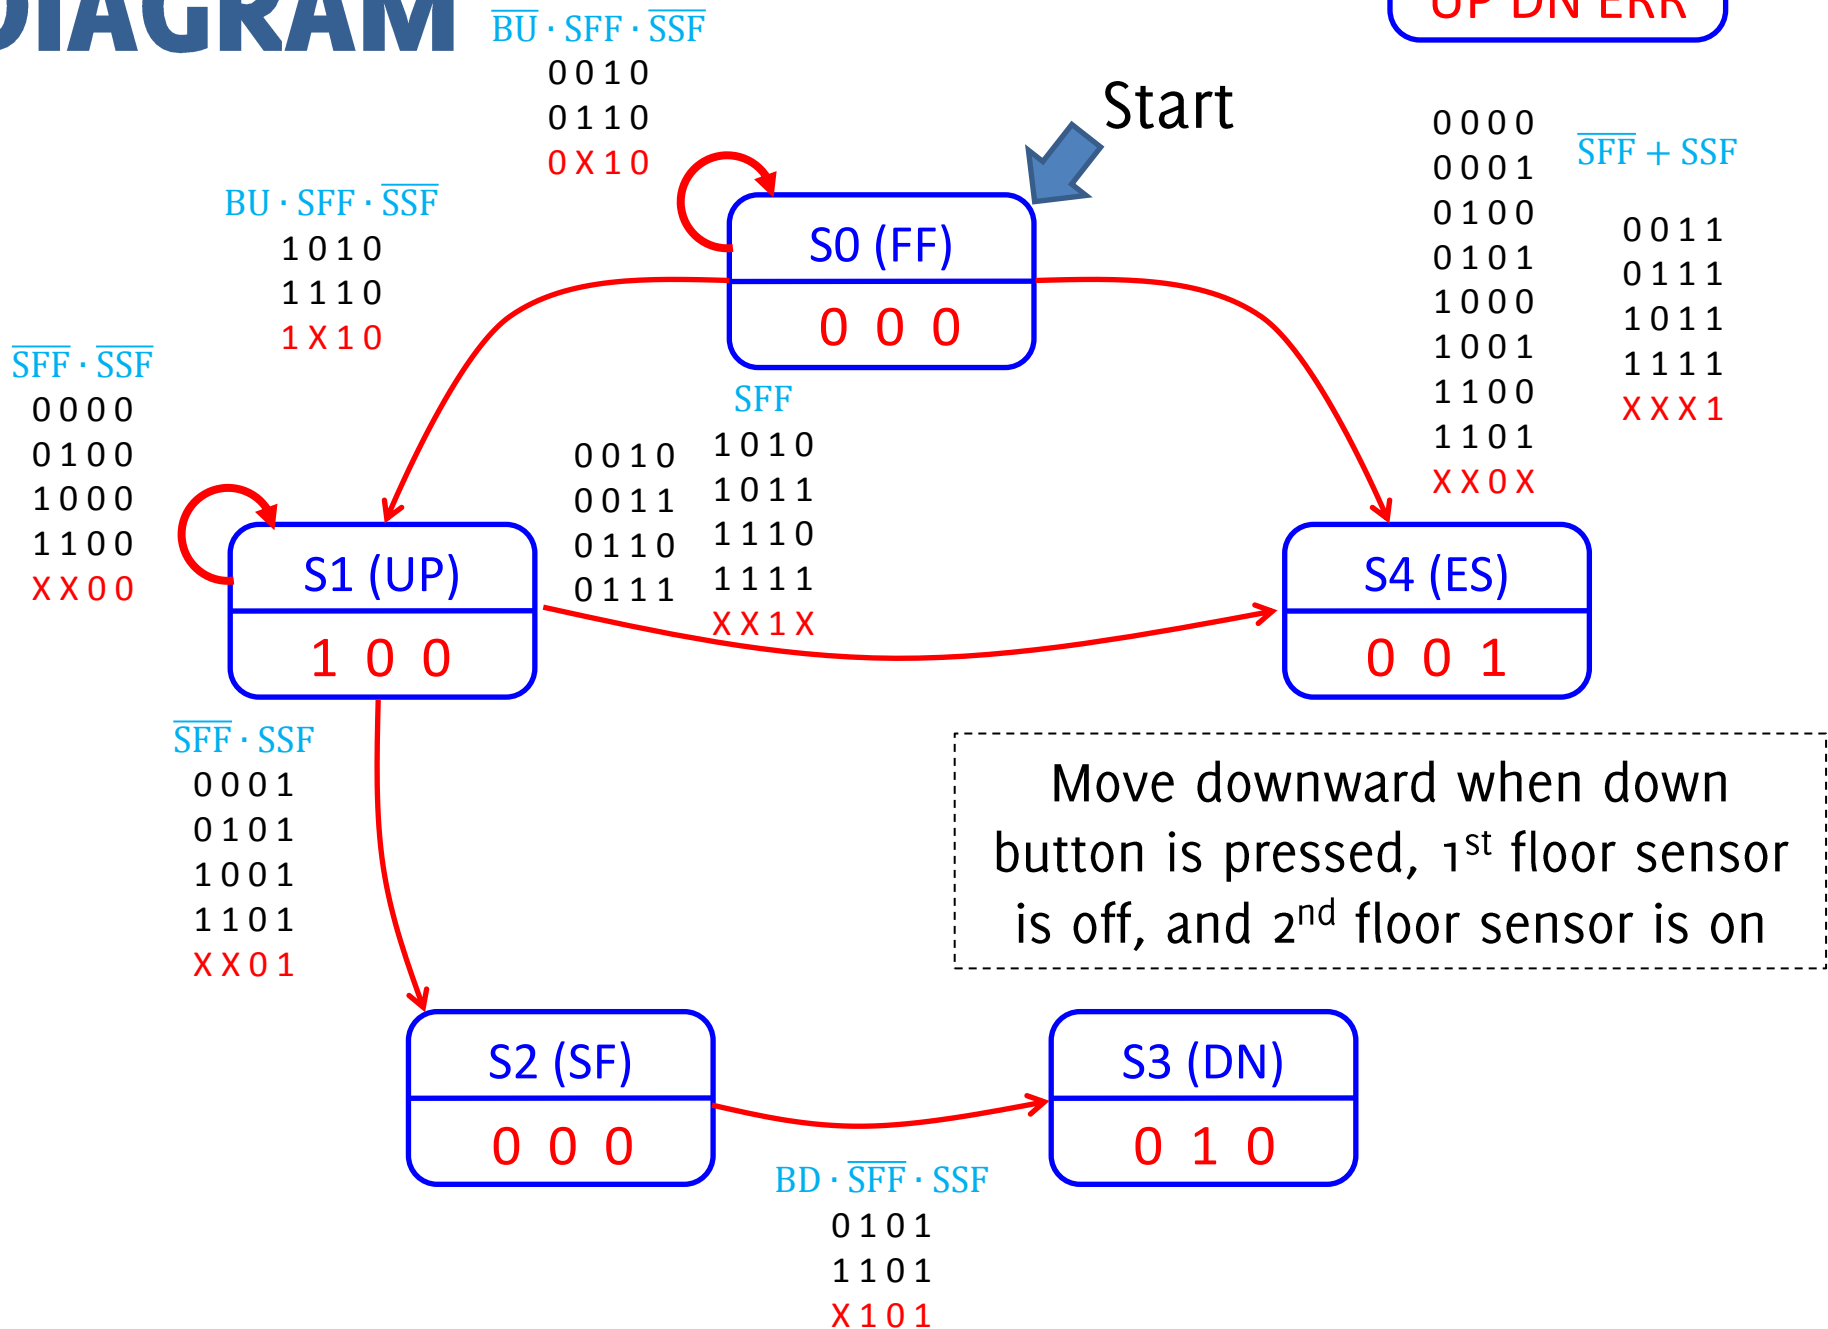 DIAGRAM
UP DN ERR
B̅U̅ · SFF · S̅S̅F̅
0 0 1 0
0 1 1 0
0 X 1 0
Start
BU · SFF · S̅S̅F̅
1 0 1 0
1 1 1 0
1 X 1 0
S0 (FF)
0 0 0
0 0 0 0
0 0 0 1
0 1 0 0
0 1 0 1
1 0 0 0
1 0 0 1
1 1 0 0
1 1 0 1
X X 0 X
S̅F̅F̅ + SSF
0 0 1 1
0 1 1 1
1 0 1 1
1 1 1 1
X X X 1
S̅F̅F̅ · S̅S̅F̅
0 0 0 0
0 1 0 0
1 0 0 0
1 1 0 0
X X 0 0
SFF
0 0 1 0
0 0 1 1
0 1 1 0
0 1 1 1
1 0 1 0
1 0 1 1
1 1 1 0
1 1 1 1
X X 1 X
S1 (UP)
1 0 0
S4 (ES)
0 0 1
S̅F̅F̅ · SSF
0 0 0 1
0 1 0 1
1 0 0 1
1 1 0 1
X X 0 1
Move downward when down
button is pressed, 1st floor sensor
is off, and 2nd floor sensor is on
S2 (SF)
0 0 0
S3 (DN)
0 1 0
BD · S̅F̅F̅ · SSF
0 1 0 1
1 1 0 1
X 1 0 1